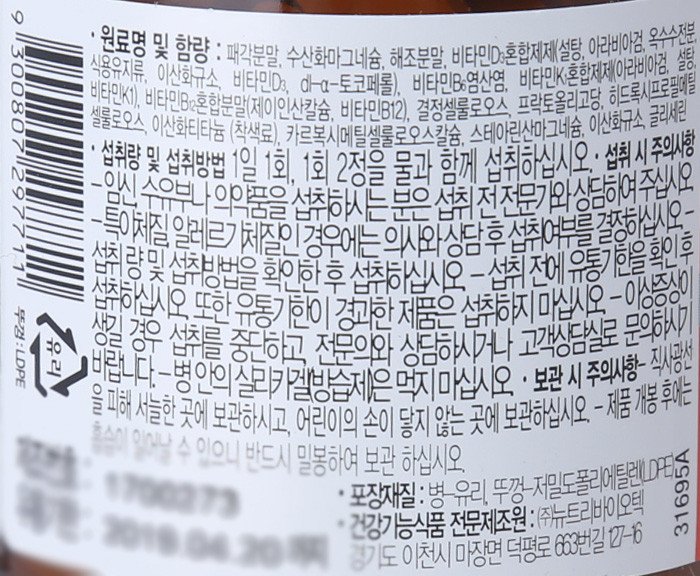 · 원료명 및 함량 : 패각분말, 수산화마그네슘, 해조분말, 비타민D₃혼합제제(설탕, 아라비아검, 옥수수전분,
식용유지류, 이산화규소, 비타민D₃, dl-α-토코페롤), 비타민B₆염산염, 비타민K₁혼합제제(아라비아검, 설탕,
비타민K1), 비타민B₁₂혼합분말(제이인산칼슘, 비타민B12), 결정셀룰로오스, 프락토올리고당, 히드록시프로필메틸
셀룰로오스, 이산화티타늄 (착색료), 카르복시메틸셀룰로오스칼슘, 스테아린산마그네슘, 이산화규소, 글리세린
· 섭취량 및 섭취방법 1일 1회, 1회 2정을 물과 함께 섭취하십시오. · 섭취 시 주의사항
– 임신, 수유부나 의약품을 섭취하시는 분은 섭취 전 전문가와 상담하여 주십시오.
– 특이체질, 알레르기체질인 경우에는 의사와 상담 후 섭취여부를 결정하십시오. –
섭취 량 및 섭취방법을 확인한 후 섭취하십시오. – 섭취 전에 유통기한을 확인 후
섭취하십시오. 또한 유통기한이 경과한 제품은 섭취하지 마십시오. – 이상증상이
생길 경우 섭취를 중단하고, 전문의와 상담하시거나 고객상담실로 문의하시기
바랍니다. – 병 안의 실리카겔(방습제)은 먹지 마십시오. · 보관 시 주의사항– 직사광선
을 피해 서늘한 곳에 보관하시고, 어린이의 손이 닿지 않는 곳에 보관하십시오. – 제품 개봉 후에는
흡습이 일어날 수 있으니 반드시 밀봉하여 보관 하십시오.
· 포장재질 : 병–유리, 뚜껑–저밀도폴리에틸렌(LDPE)
· 건강기능식품 전문제조원 : ㈜뉴트리바이오텍
경기도 이천시 마장면 덕평로 663번길 127-16
1700273
2019.04.20
9 300807 297711
유리
뚜껑: LDPE
31695A